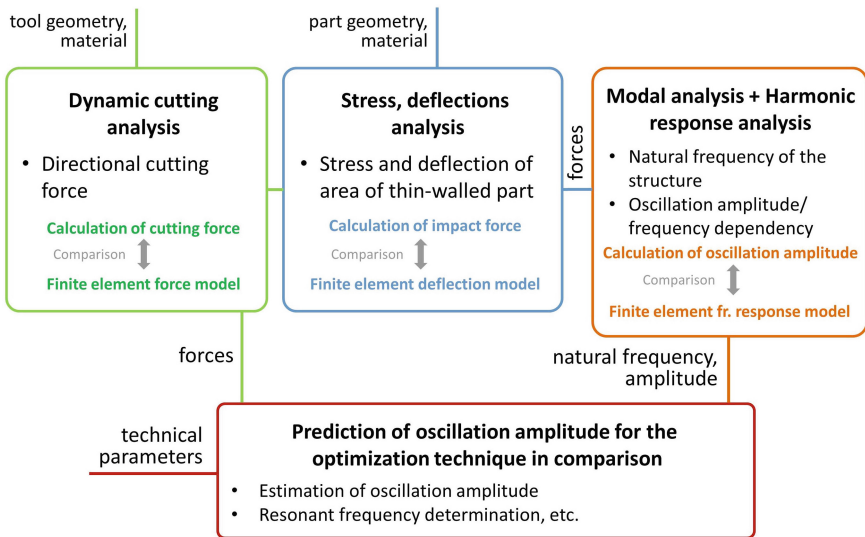 tool geometry,
material
part geometry,
material
Dynamic cutting
analysis
• Directional cutting
force
Calculation of cutting force
Comparison
Finite element force model
Stress, deflections
analysis
• Stress and deflection of
area of thin-walled part
Calculation of impact force
Comparison
Finite element deflection model
forces
Modal analysis + Harmonic
response analysis
• Natural frequency of the
structure
• Oscillation amplitude/
frequency dependency
Calculation of oscillation amplitude
Comparison
Finite element fr. response model
forces
natural frequency,
amplitude
technical
parameters
Prediction of oscillation amplitude for the
optimization technique in comparison
• Estimation of oscillation amplitude
• Resonant frequency determination, etc.